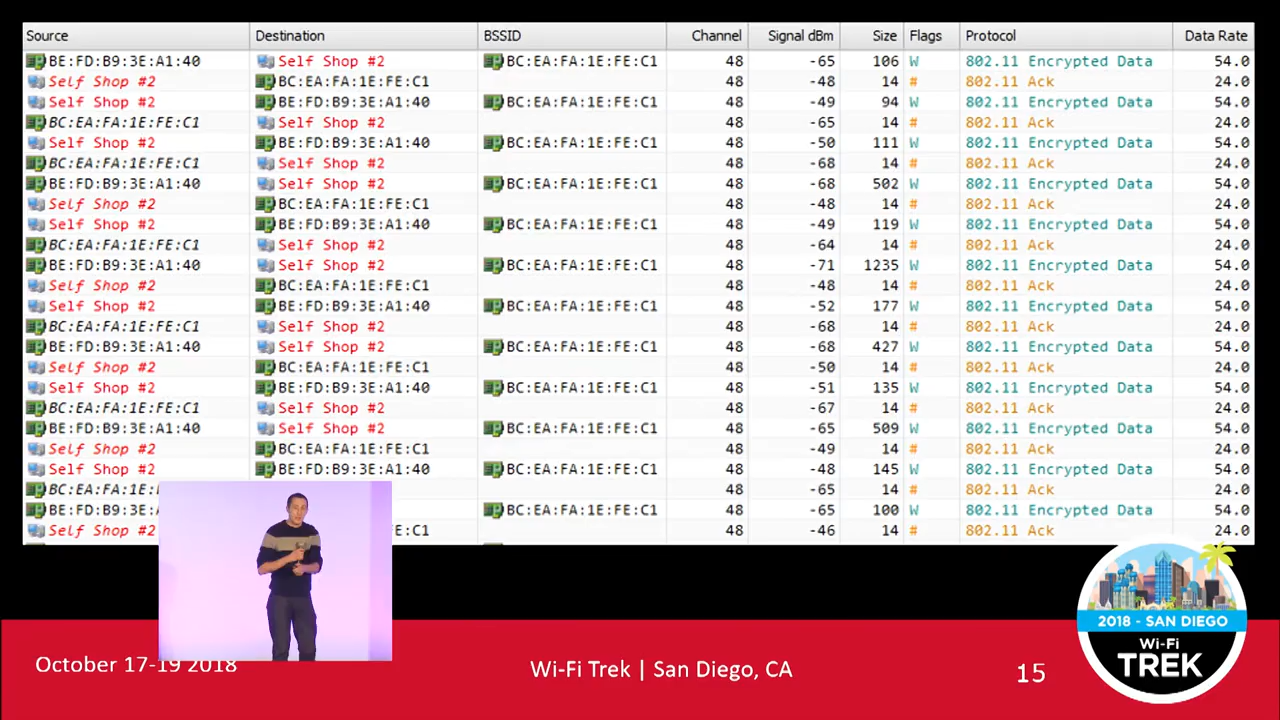 Source Destination BSSID Channel Signal dBm Size Flags Protocol Data Rate
BE:FD:B9:3E:A1:40 Self Shop #2 BC:EA:FA:1E:FE:C1 48 -65 106 W 802.11 Encrypted Data 54.0
Self Shop #2 BC:EA:FA:1E:FE:C1 48 -48 14 # 802.11 Ack 24.0
Self Shop #2 BE:FD:B9:3E:A1:40 BC:EA:FA:1E:FE:C1 48 -49 94 W 802.11 Encrypted Data 54.0
BC:EA:FA:1E:FE:C1 Self Shop #2 48 -65 14 # 802.11 Ack 24.0
Self Shop #2 BE:FD:B9:3E:A1:40 BC:EA:FA:1E:FE:C1 48 -50 111 W 802.11 Encrypted Data 54.0
BC:EA:FA:1E:FE:C1 Self Shop #2 48 -68 14 # 802.11 Ack 24.0
BE:FD:B9:3E:A1:40 Self Shop #2 BC:EA:FA:1E:FE:C1 48 -68 502 W 802.11 Encrypted Data 54.0
Self Shop #2 BC:EA:FA:1E:FE:C1 48 -48 14 # 802.11 Ack 24.0
Self Shop #2 BE:FD:B9:3E:A1:40 BC:EA:FA:1E:FE:C1 48 -49 119 W 802.11 Encrypted Data 54.0
BC:EA:FA:1E:FE:C1 Self Shop #2 48 -64 14 # 802.11 Ack 24.0
BE:FD:B9:3E:A1:40 Self Shop #2 BC:EA:FA:1E:FE:C1 48 -71 1235 W 802.11 Encrypted Data 54.0
Self Shop #2 BC:EA:FA:1E:FE:C1 48 -48 14 # 802.11 Ack 24.0
Self Shop #2 BE:FD:B9:3E:A1:40 BC:EA:FA:1E:FE:C1 48 -52 177 W 802.11 Encrypted Data 54.0
BC:EA:FA:1E:FE:C1 Self Shop #2 48 -68 14 # 802.11 Ack 24.0
BE:FD:B9:3E:A1:40 Self Shop #2 BC:EA:FA:1E:FE:C1 48 -68 427 W 802.11 Encrypted Data 54.0
Self Shop #2 BC:EA:FA:1E:FE:C1 48 -50 14 # 802.11 Ack 24.0
Self Shop #2 BE:FD:B9:3E:A1:40 BC:EA:FA:1E:FE:C1 48 -51 135 W 802.11 Encrypted Data 54.0
BC:EA:FA:1E:FE:C1 Self Shop #2 48 -67 14 # 802.11 Ack 24.0
BE:FD:B9:3E:A1:40 Self Shop #2 BC:EA:FA:1E:FE:C1 48 -65 509 W 802.11 Encrypted Data 54.0
Self Shop #2 BC:EA:FA:1E:FE:C1 48 -49 14 # 802.11 Ack 24.0
Self Shop #2 BE:FD:B9:3E:A1:40 BC:EA:FA:1E:FE:C1 48 -48 145 W 802.11 Encrypted Data 54.0
BC:EA:FA:1E: 48 -65 14 # 802.11 Ack 24.0
BE:FD:B9:3E: BC:EA:FA:1E:FE:C1 48 -65 100 W 802.11 Encrypted Data 54.0
Self Shop #2 :FE:C1 48 -46 14 # 802.11 Ack 24.0
2018 - SAN DIEGO
Wi-Fi
TREK
October 17-19 2018 Wi-Fi Trek | San Diego, CA 15